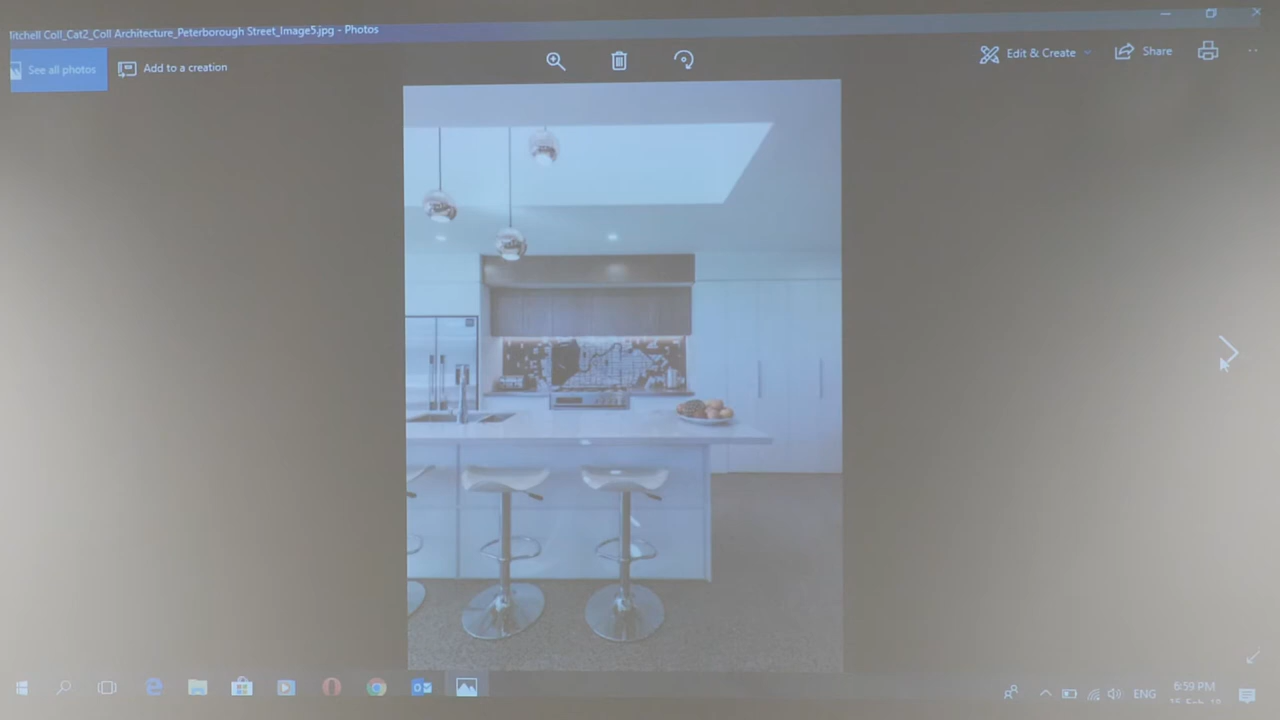 itchell Coll_Cat2_Coll Architecture_Peterborough Street_Image5.jpg - Photos
See all photos
Add to a creation
Edit & Create
Share
ENG
6:59 PM